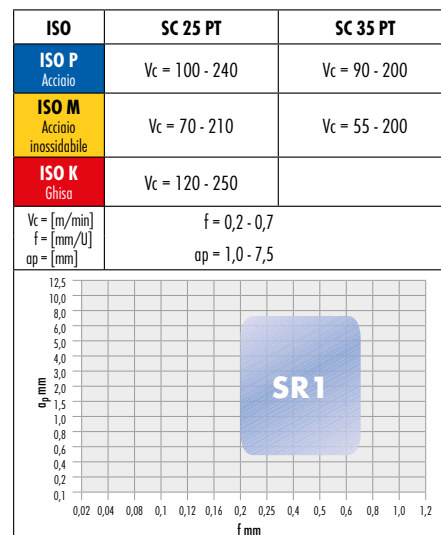 ISO SC 25 PT SC 35 PT
ISO P
Acciaio
Vc = 100 - 240 Vc = 90 - 200
ISO M
Acciaio
inossidabile
Vc = 70 - 210 Vc = 55 - 200
ISO K
Ghisa
Vc = 120 - 250
Vc = [m/min]
f = [mm/U]
ap = [mm]
f = 0,2 - 0,7
ap = 1,0 - 7,5
ap mm
12,5
10,0
8,0
6,0
5,0
4,0
3,0
2,0
1,5
1,0
0,8
0,6
0,4
0,2
0,1
SR1
0,02 0,04 0,08 0,1 0,12 0,16 0,2 0,25 0,4 0,5 0,6 0,8 1,0 1,2
f mm